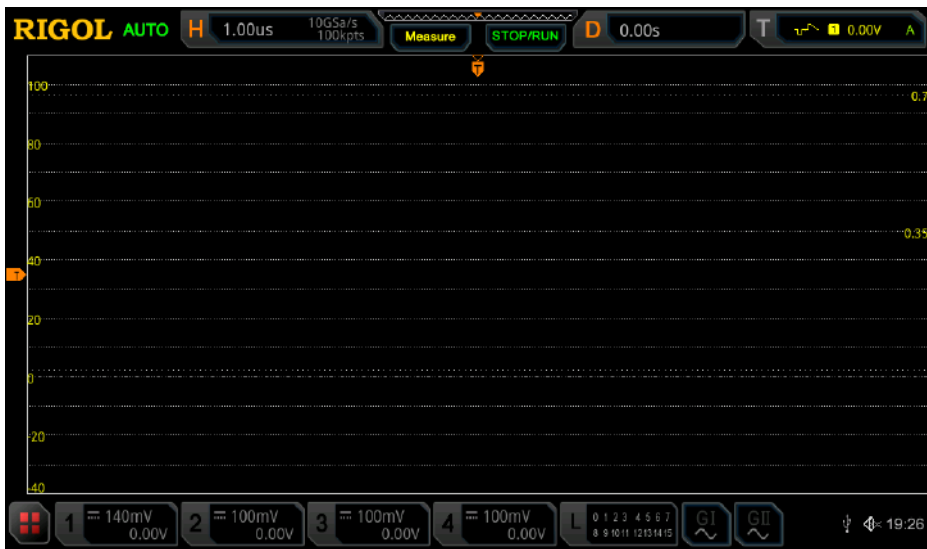 RIGOL AUTO H 1.00us 10GSa/s 100kpts Measure STOP/RUN D 0.00s T 1 0.00V A
T
100
0.7
80
60
0.35
40
T
20
0
-20
-40
1 140mV 0.00V 2 100mV 0.00V 3 100mV 0.00V 4 100mV 0.00V L 0 1 2 3 4 5 6 7 8 9 10 11 12 13 14 15 GI GII 19:26